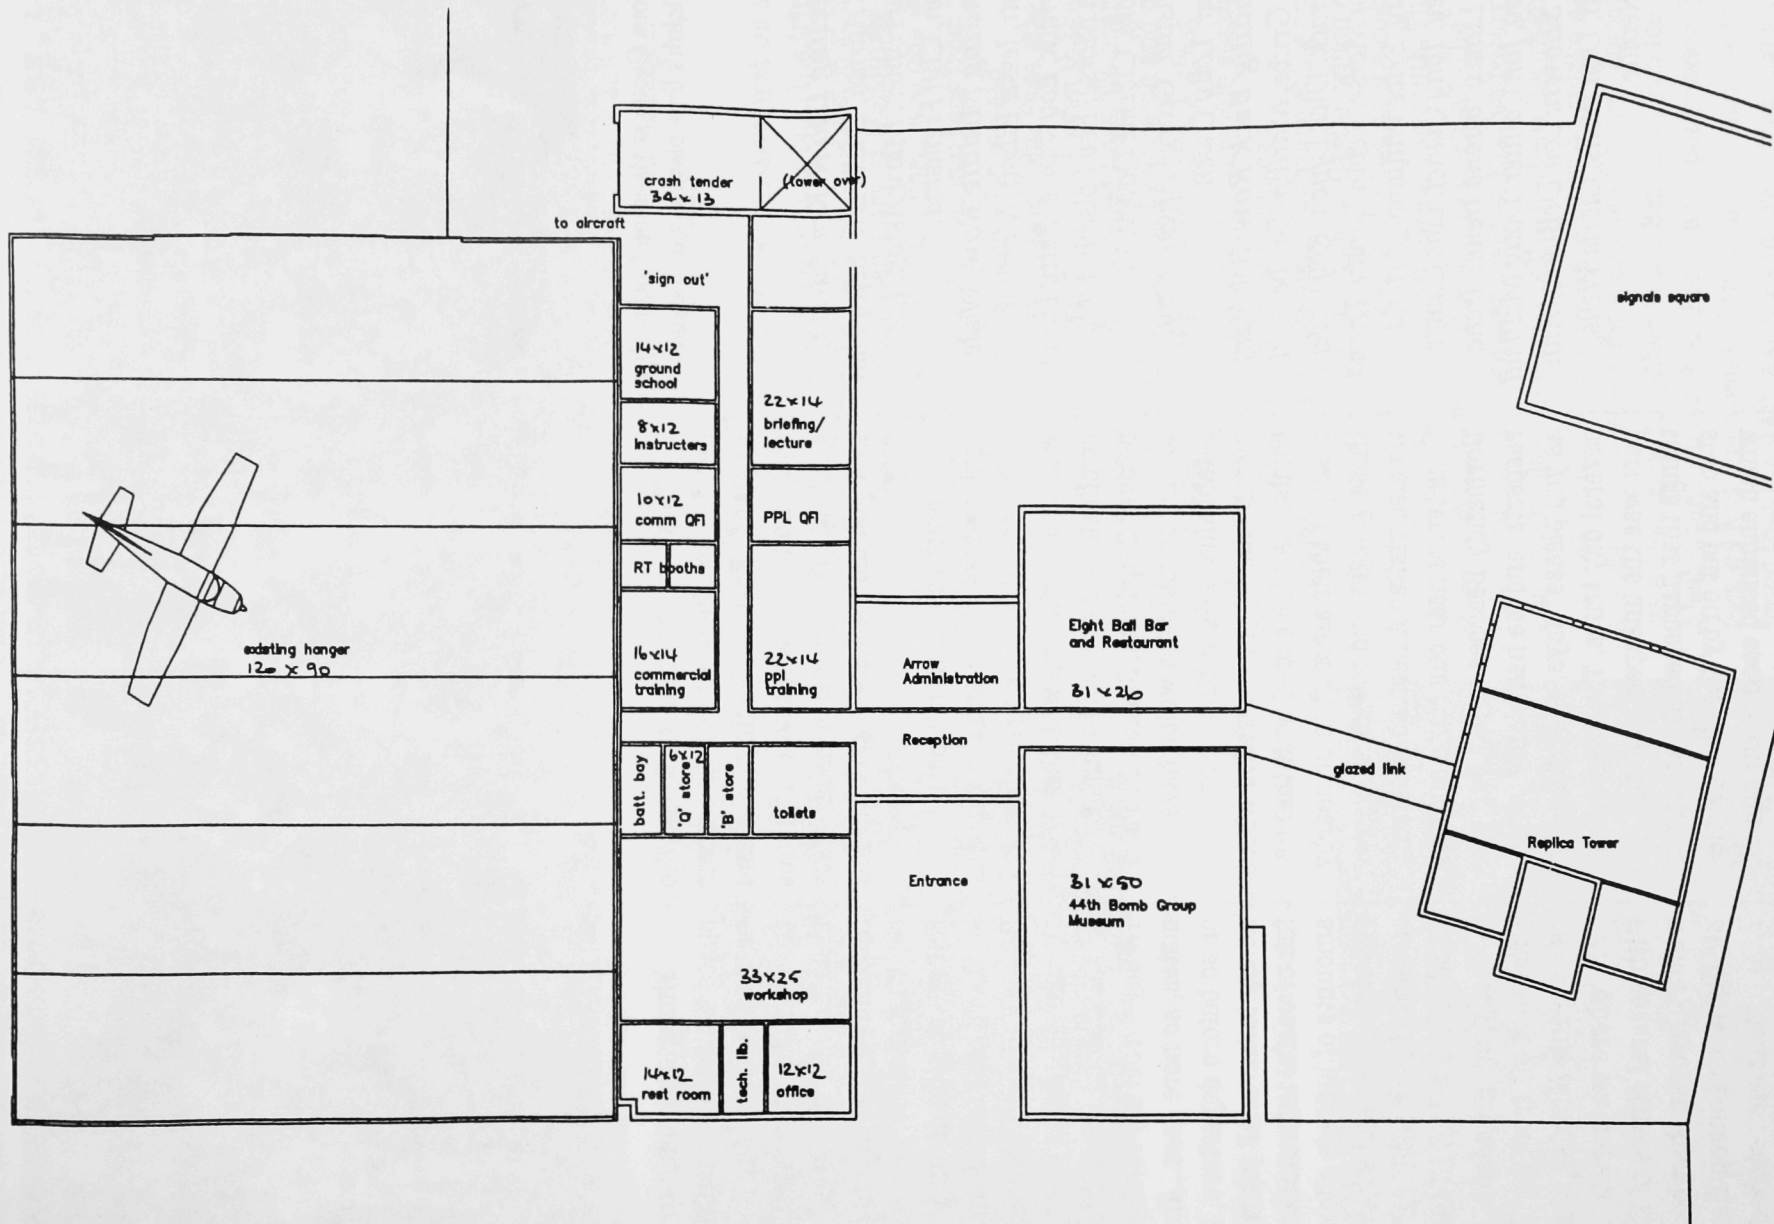 crash tender
34 x 13
(tower over)
to aircraft
'sign out'
signals square
14x12
ground
school
22x14
briefing/
lecture
8x12
Instructers
10x12
comm QFI
PPL QFI
RT booths
existing hanger
120 x 90
16x14
commercial
training
22x14
ppl
training
Arrow
Administration
Eight Ball Bar
and Restaurant
31 x 26
Reception
glazed link
batt. bay
6x12
'Q' store
'B' store
toilets
Replica Tower
Entrance
31 x 50
44th Bomb Group
Museum
33x25
workshop
14x12
rest room
tech. lib.
12x12
office